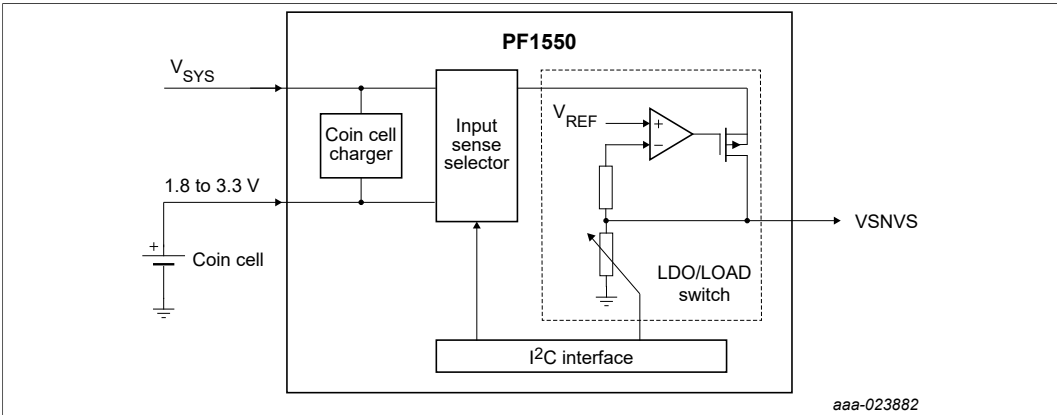 PF1550
VSYS
Coin cell
charger
Input
sense
selector
VREF
+
−
1.8 to 3.3 V
+
Coin cell
VSNVS
LDO/LOAD
switch
I2C interface
aaa-023882